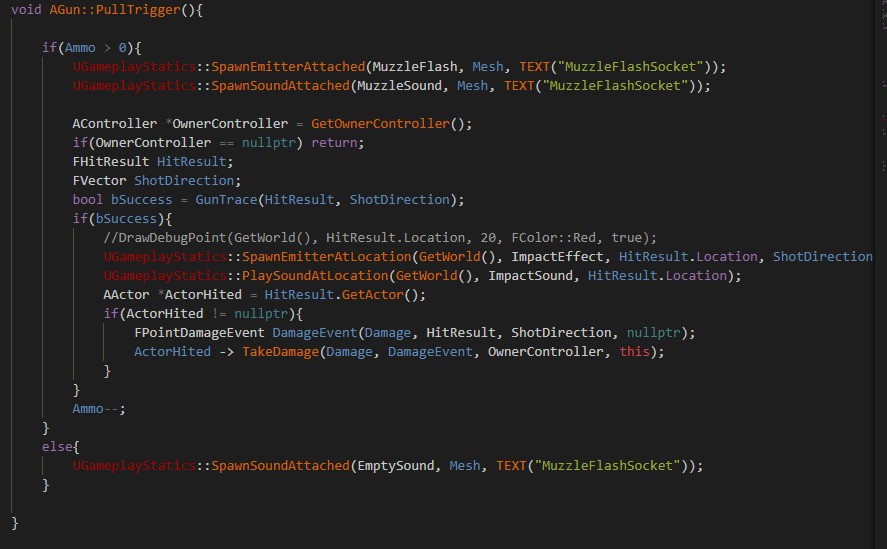 void AGun::PullTrigger(){
if(Ammo > 0){
UGameplayStatics::SpawnEmitterAttached(MuzzleFlash, Mesh, TEXT("MuzzleFlashSocket"));
UGameplayStatics::SpawnSoundAttached(MuzzleSound, Mesh, TEXT("MuzzleFlashSocket"));
AController *OwnerController = GetOwnerController();
if(OwnerController == nullptr) return;
FHitResult HitResult;
FVector ShotDirection;
bool bSuccess = GunTrace(HitResult, ShotDirection);
if(bSuccess){
//DrawDebugPoint(GetWorld(), HitResult.Location, 20, FColor::Red, true);
UGameplayStatics::SpawnEmitterAtLocation(GetWorld(), ImpactEffect, HitResult.Location, ShotDirection
UGameplayStatics::PlaySoundAtLocation(GetWorld(), ImpactSound, HitResult.Location);
AActor *ActorHited = HitResult.GetActor();
if(ActorHited != nullptr){
FPointDamageEvent DamageEvent(Damage, HitResult, ShotDirection, nullptr);
ActorHited -> TakeDamage(Damage, DamageEvent, OwnerController, this);
}
}
Ammo--;
}
else{
UGameplayStatics::SpawnSoundAttached(EmptySound, Mesh, TEXT("MuzzleFlashSocket"));
}
}